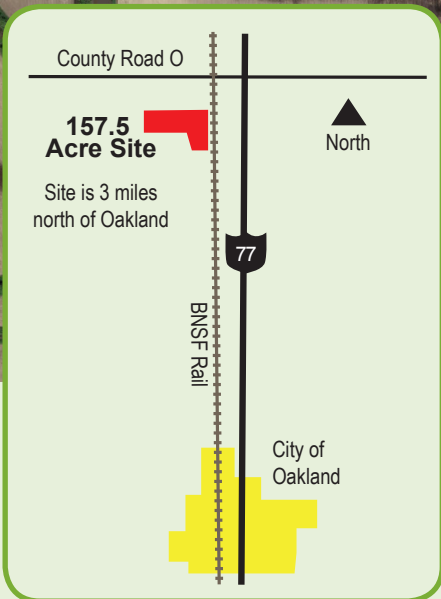 County Road O
157.5
Acre Site
North
Site is 3 miles
north of Oakland
77
BNSF Rail
City of
Oakland